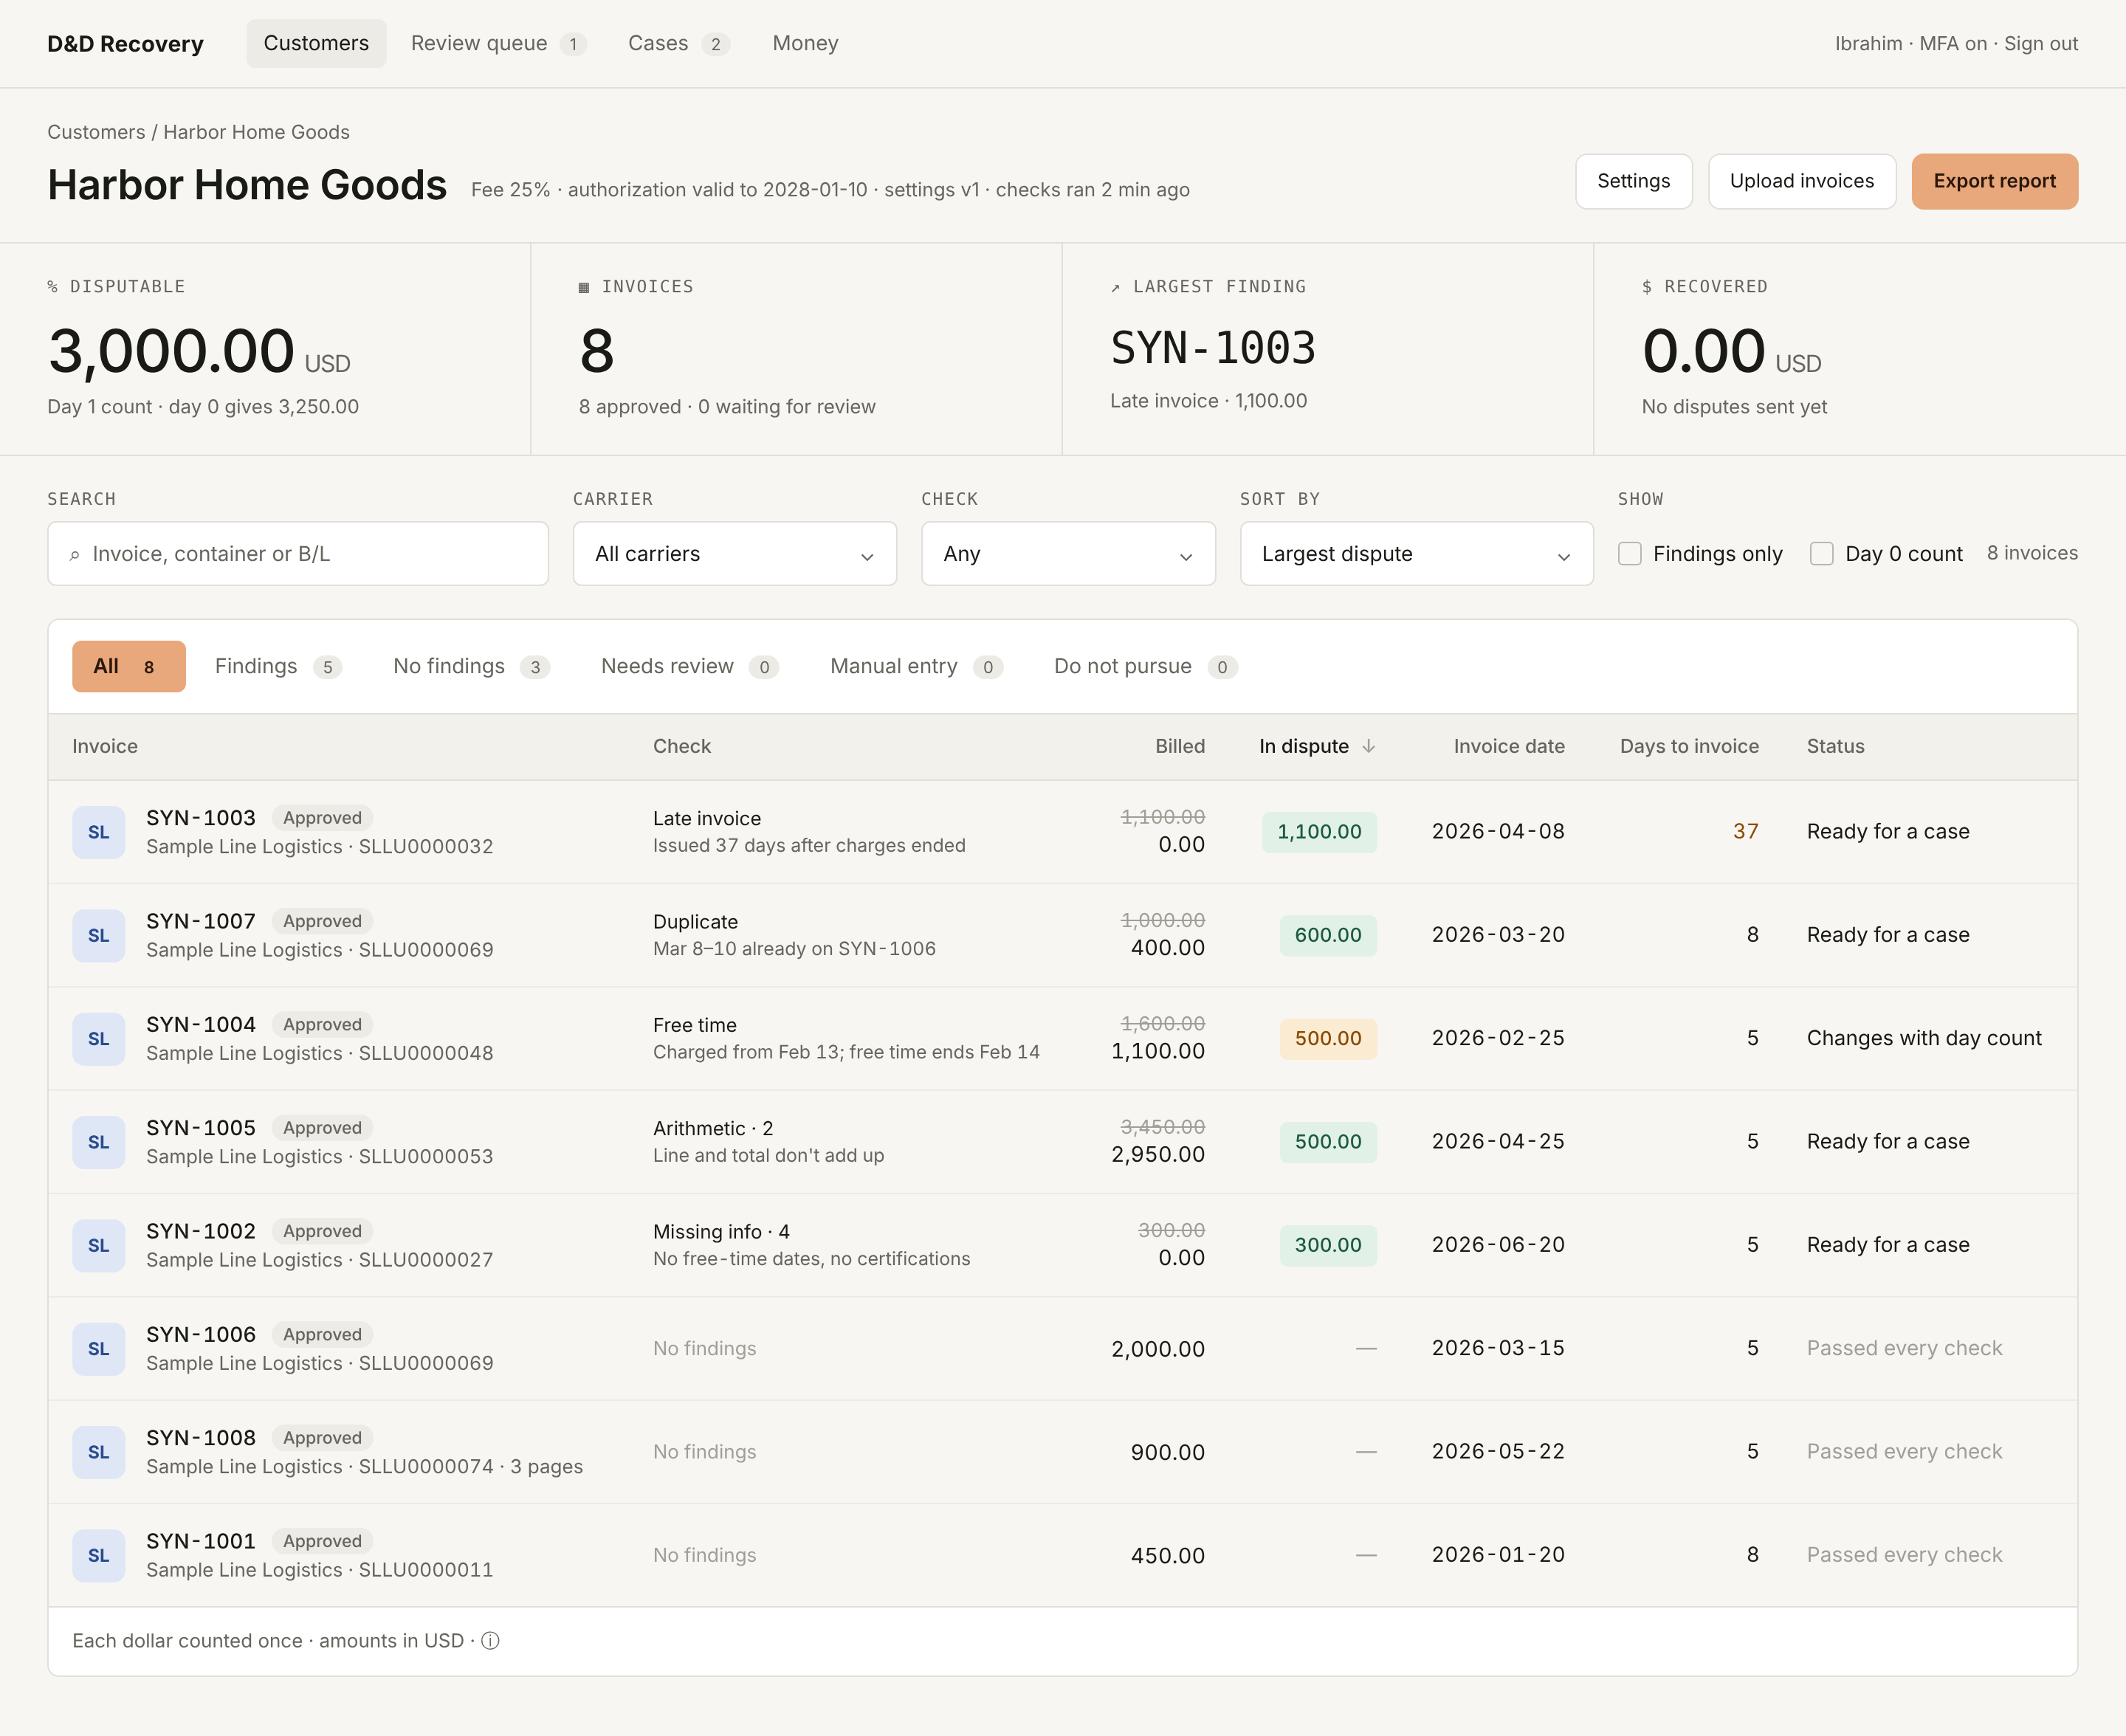 D&D Recovery Customers Review queue 1 Cases 2 Money Ibrahim · MFA on · Sign out
Customers / Harbor Home Goods
Harbor Home Goods Fee 25% · authorization valid to 2028-01-10 · settings v1 · checks ran 2 min ago Settings Upload invoices Export report
% DISPUTABLE
3,000.00 USD
Day 1 count · day 0 gives 3,250.00
▦ INVOICES
8
8 approved · 0 waiting for review
↗ LARGEST FINDING
SYN-1003
Late invoice · 1,100.00
$ RECOVERED
0.00 USD
No disputes sent yet
SEARCH CARRIER CHECK SORT BY SHOW
Invoice, container or B/L All carriers Any Largest dispute Findings only Day 0 count 8 invoices
All 8 Findings 5 No findings 3 Needs review 0 Manual entry 0 Do not pursue 0
Invoice Check Billed In dispute ↓ Invoice date Days to invoice Status
SL SYN-1003 Approved Late invoice 1,100.00 1,100.00 2026-04-08 37 Ready for a case
Sample Line Logistics · SLLU0000032 Issued 37 days after charges ended 0.00
SL SYN-1007 Approved Duplicate 1,000.00 600.00 2026-03-20 8 Ready for a case
Sample Line Logistics · SLLU0000069 Mar 8–10 already on SYN-1006 400.00
SL SYN-1004 Approved Free time 1,600.00 500.00 2026-02-25 5 Changes with day count
Sample Line Logistics · SLLU0000048 Charged from Feb 13; free time ends Feb 14 1,100.00
SL SYN-1005 Approved Arithmetic · 2 3,450.00 500.00 2026-04-25 5 Ready for a case
Sample Line Logistics · SLLU0000053 Line and total don't add up 2,950.00
SL SYN-1002 Approved Missing info · 4 300.00 300.00 2026-06-20 5 Ready for a case
Sample Line Logistics · SLLU0000027 No free-time dates, no certifications 0.00
SL SYN-1006 Approved No findings 2,000.00 — 2026-03-15 5 Passed every check
Sample Line Logistics · SLLU0000069
SL SYN-1008 Approved No findings 900.00 — 2026-05-22 5 Passed every check
Sample Line Logistics · SLLU0000074 · 3 pages
SL SYN-1001 Approved No findings 450.00 — 2026-01-20 8 Passed every check
Sample Line Logistics · SLLU0000011
Each dollar counted once · amounts in USD · ⓘ